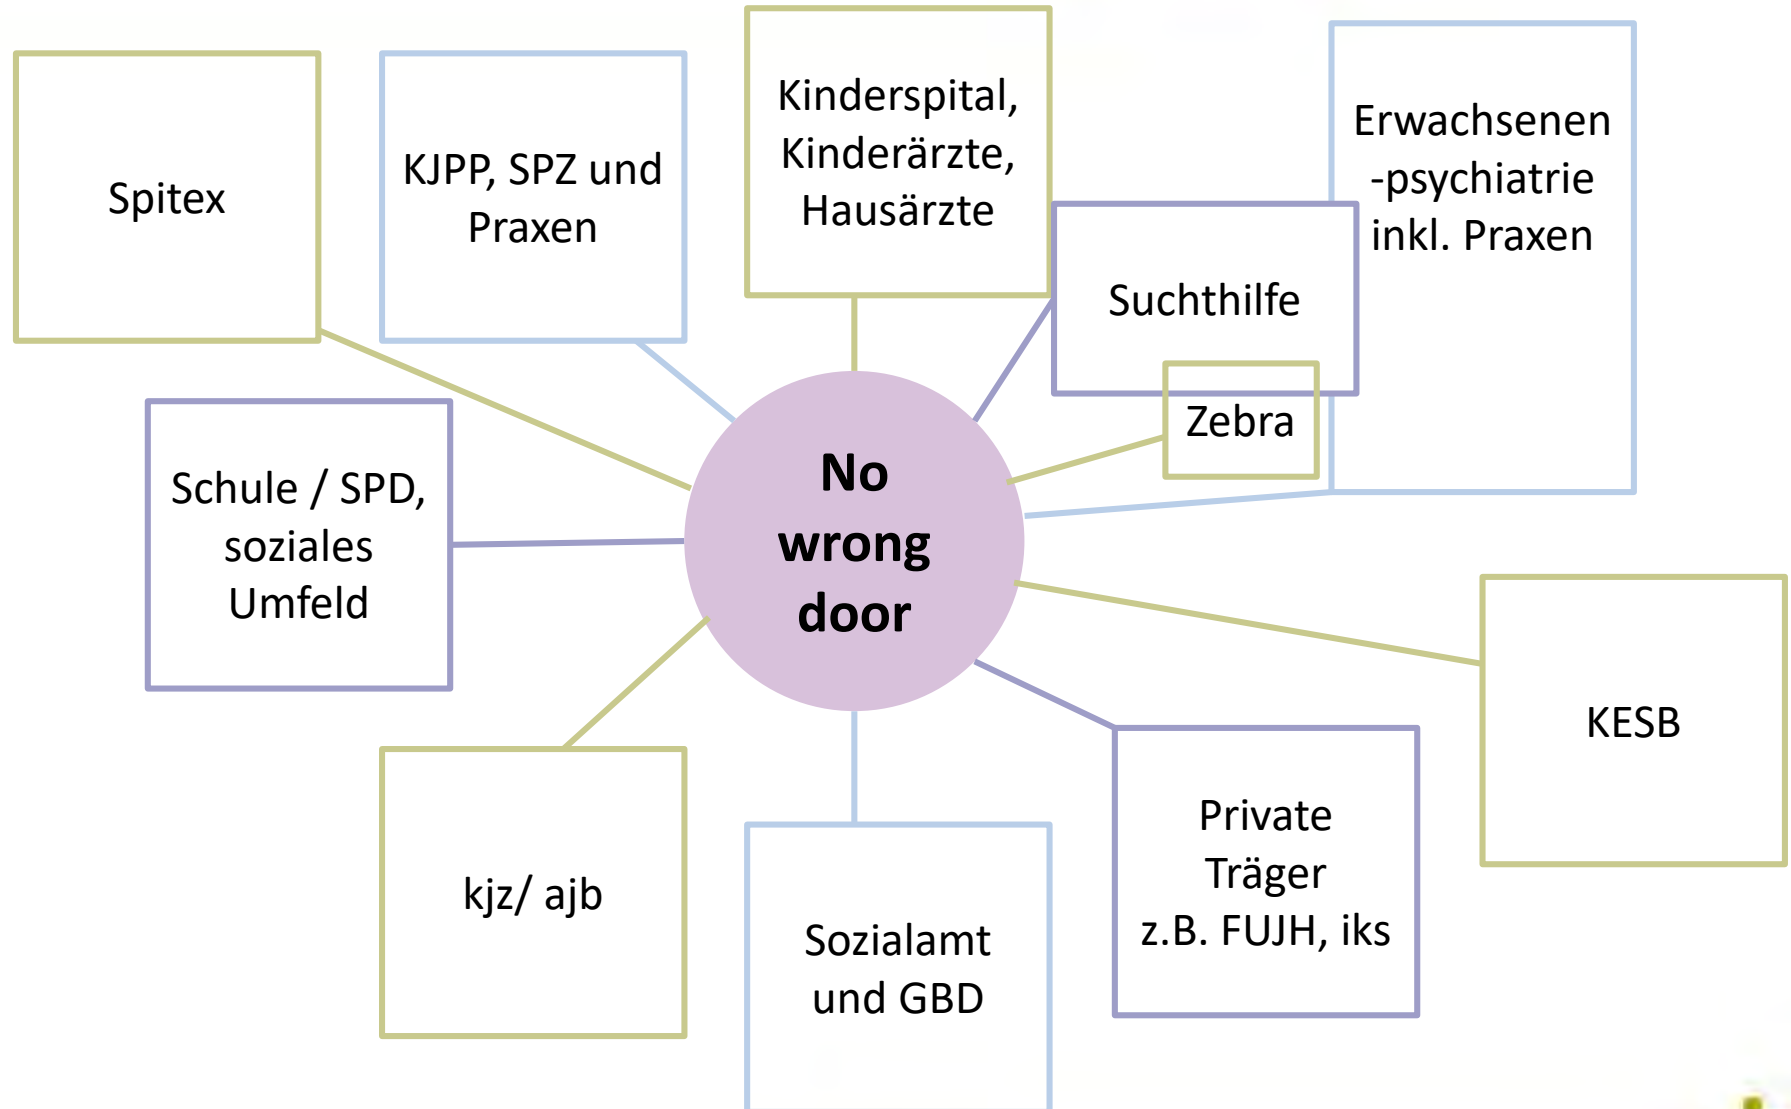 Spitex
KJPP, SPZ und
Praxen
Kinderspital,
Kinderärzte,
Hausärzte
Erwachsenen
-psychiatrie
inkl. Praxen
Suchthilfe
Zebra
Schule / SPD,
soziales
Umfeld
No
wrong
door
KESB
kjz/ ajb
Sozialamt
und GBD
Private
Träger
z.B. FUJH, iks